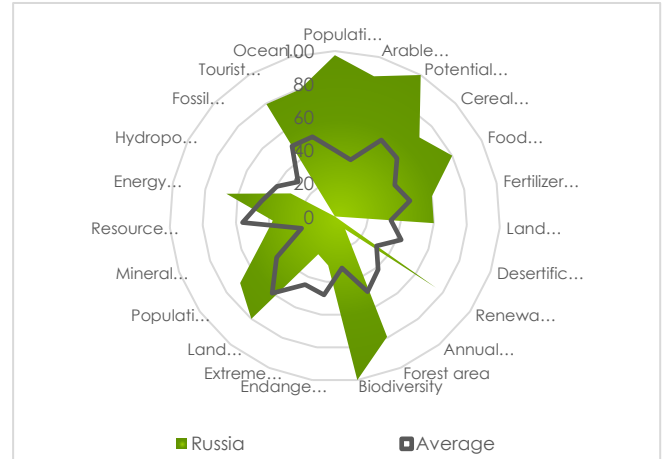 Populati...
Arable...
Potential...
Cereal...
Food...
Fertilizer...
Land...
Desertific...
Renewa...
Annual...
Forest area
Biodiversity
Endange...
Extreme...
Land...
Populati...
Mineral...
Resource...
Energy...
Hydropo...
Fossil...
Tourist...
Ocean...
100
80
60
40
20
0
Russia
Average